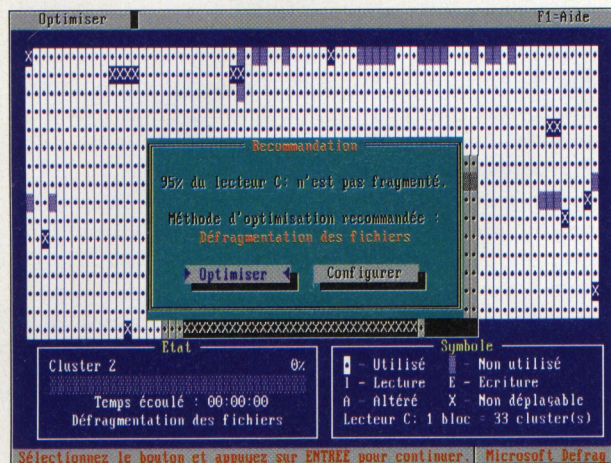 Optimiser F1=Aide
Recommandation
95% du lecteur C: n'est pas fragmenté.
Méthode d'optimisation recommandée :
Défragmentation des fichiers
Optimiser Configurer
Etat
Cluster 2 0%
Temps écoulé : 00:00:00
Défragmentation des fichiers
Symbole
- Utilisé - Non utilisé
l - Lecture E - Ecriture
A - Altéré X - Non déplaçable
Lecteur C: 1 bloc = 33 cluster(s)
Sélectionnez le bouton et appuyez sur ENTREE pour continuer. Microsoft Defrag